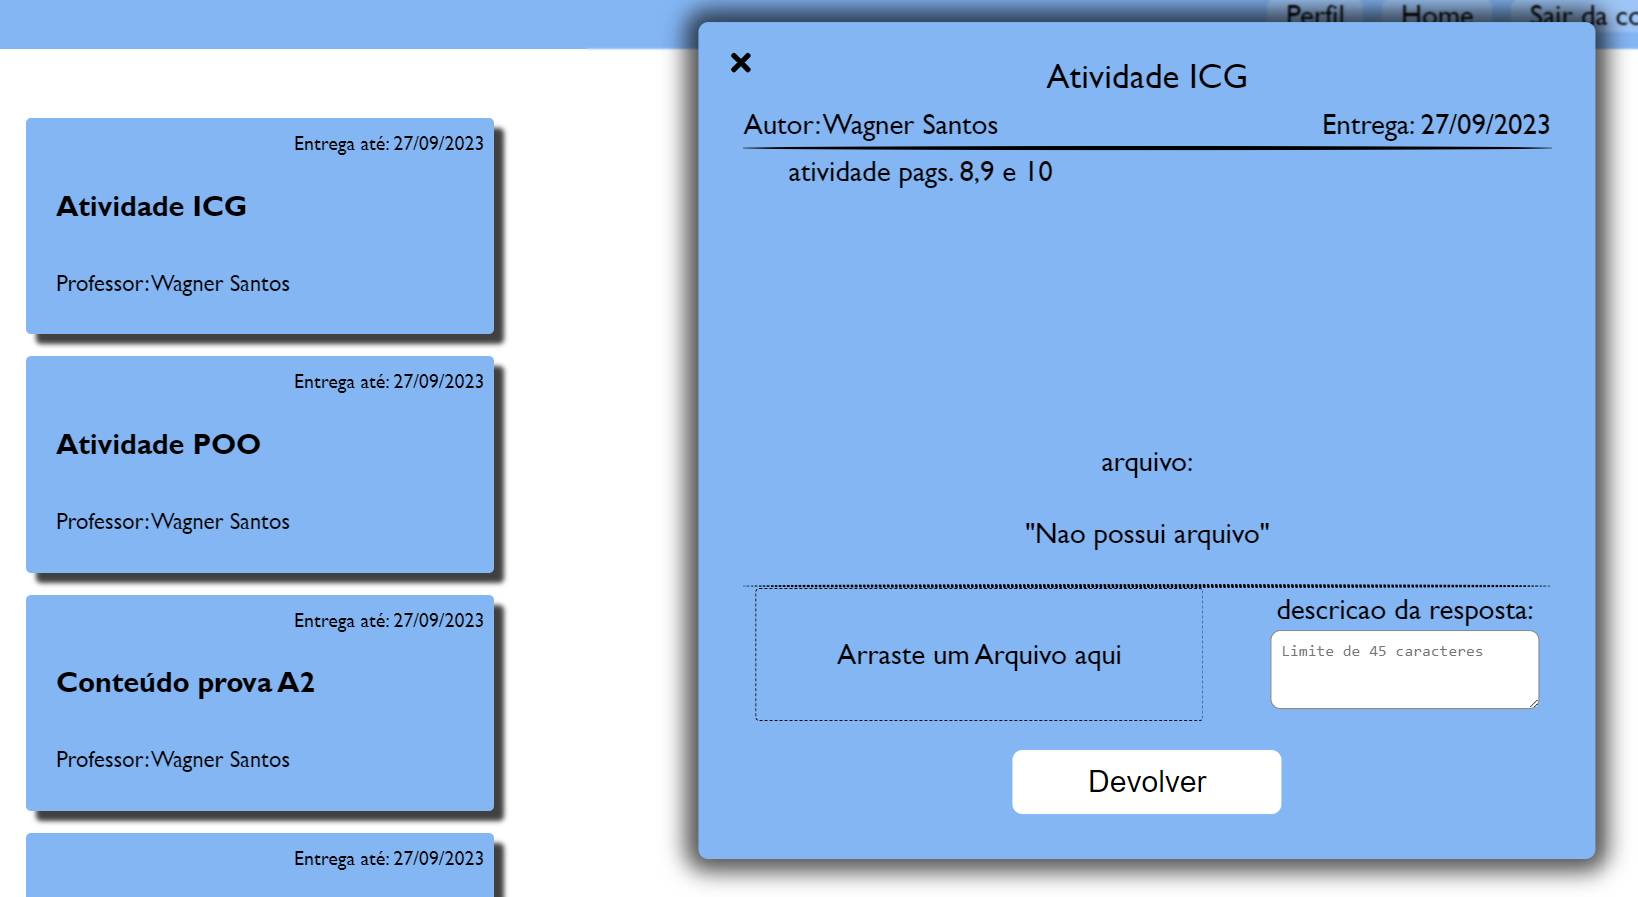 Perfil Home Sair da co
Entrega até: 27/09/2023
Atividade ICG
Professor:Wagner Santos
Entrega até: 27/09/2023
Atividade POO
Professor:Wagner Santos
Entrega até: 27/09/2023
Conteúdo prova A2
Professor:Wagner Santos
Entrega até: 27/09/2023
Atividade ICG
Autor:Wagner Santos Entrega: 27/09/2023
atividade pags. 8,9 e 10
arquivo:
"Nao possui arquivo"
Arraste um Arquivo aqui
descricao da resposta:
Limite de 45 caracteres
Devolver